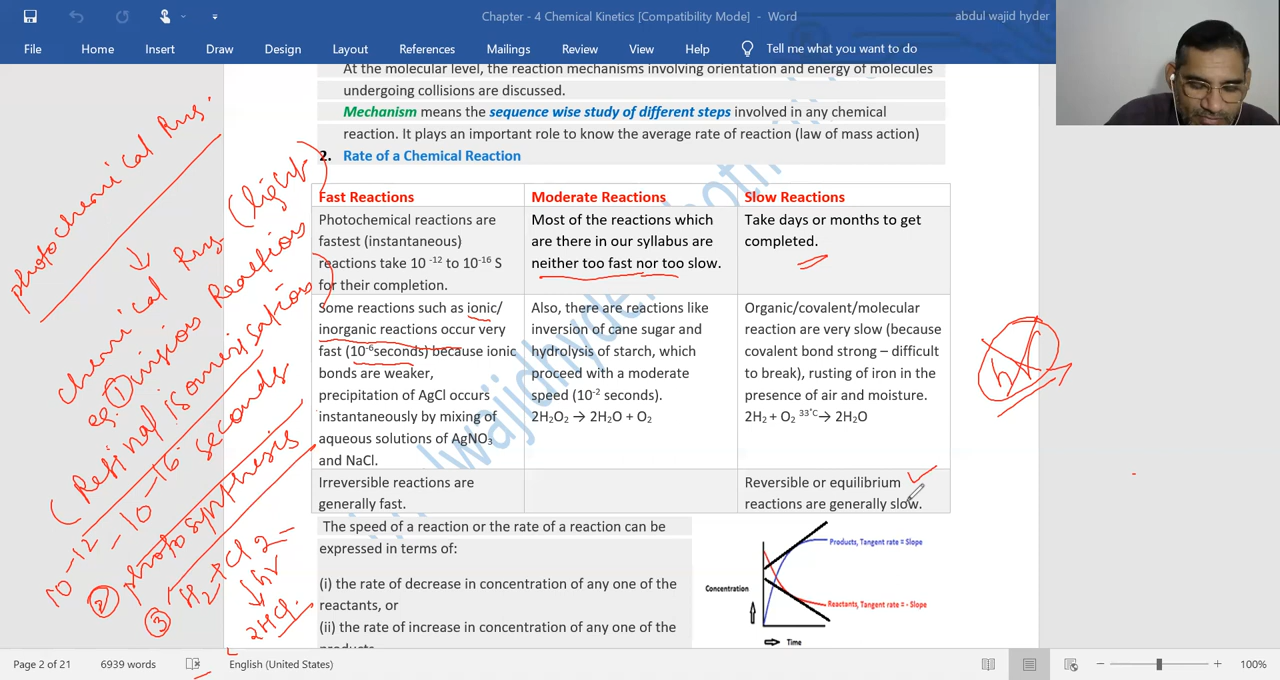 Chapter - 4 Chemical Kinetics [Compatibility Mode] - Word
abdul wajid hyder
File Home Insert Draw Design Layout References Mailings Review View Help Tell me what you want to do
At the molecular level, the reaction mechanisms involving orientation and energy of molecules
undergoing collisions are discussed.
Mechanism means the sequence wise study of different steps involved in any chemical
reaction. It plays an important role to know the average rate of reaction (law of mass action)
2. Rate of a Chemical Reaction
Fast Reactions
Moderate Reactions
Slow Reactions
Photochemical reactions are
fastest (instantaneous)
reactions take 10 -12 to 10-16 S
for their completion.
Most of the reactions which
are there in our syllabus are
neither too fast nor too slow.
Take days or months to get
completed.
Some reactions such as ionic/
inorganic reactions occur very
fast (10-6seconds) because ionic
bonds are weaker,
precipitation of AgCl occurs
instantaneously by mixing of
aqueous solutions of AgNO3
and NaCl.
Also, there are reactions like
inversion of cane sugar and
hydrolysis of starch, which
proceed with a moderate
speed (10-2 seconds).
2H2O2 → 2H2O + O2
Organic/covalent/molecular
reaction are very slow (because
covalent bond strong – difficult
to break), rusting of iron in the
presence of air and moisture.
2H2 + O2 33°C→ 2H2O
Irreversible reactions are
generally fast.
Reversible or equilibrium
reactions are generally slow.
The speed of a reaction or the rate of a reaction can be
expressed in terms of:
(i) the rate of decrease in concentration of any one of the
reactants, or
(ii) the rate of increase in concentration of any one of the
Products, Tangent rate = Slope
Concentration
Reactants, Tangent rate = - Slope
Time
photochemical Rxns.
chemical Rxns (light)
eg. ① Division Reactions
(Retinal isomerisation)
10-12 - 10-16 seconds
② photosynthesis
③ H2 + Cl2
hv
2HCl.
Page 2 of 21 6939 words English (United States) 100%